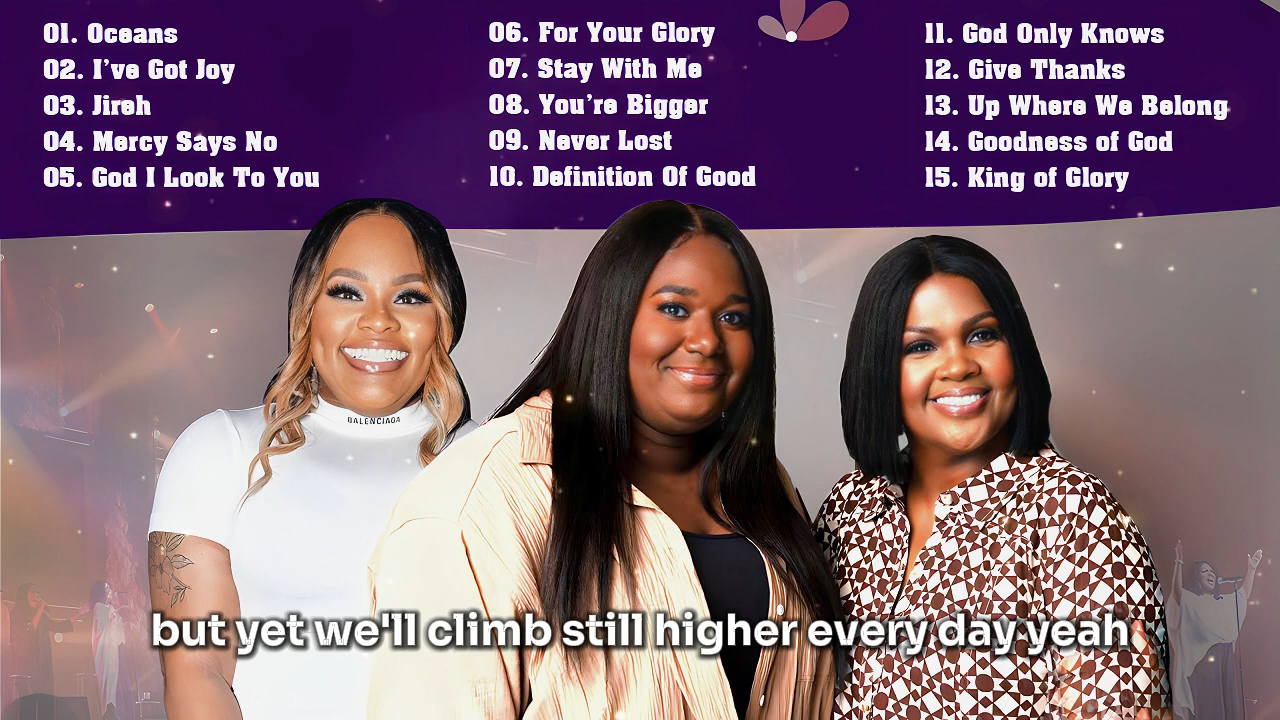 01. Oceans
02. I've Got Joy
03. Jireh
04. Mercy Says No
05. God I Look To You
06. For Your Glory
07. Stay With Me
08. You're Bigger
09. Never Lost
10. Definition Of Good
11. God Only Knows
12. Give Thanks
13. Up Where We Belong
14. Goodness of God
15. King of Glory
BALENCIAGA
but yet we'll climb still higher every day yeah